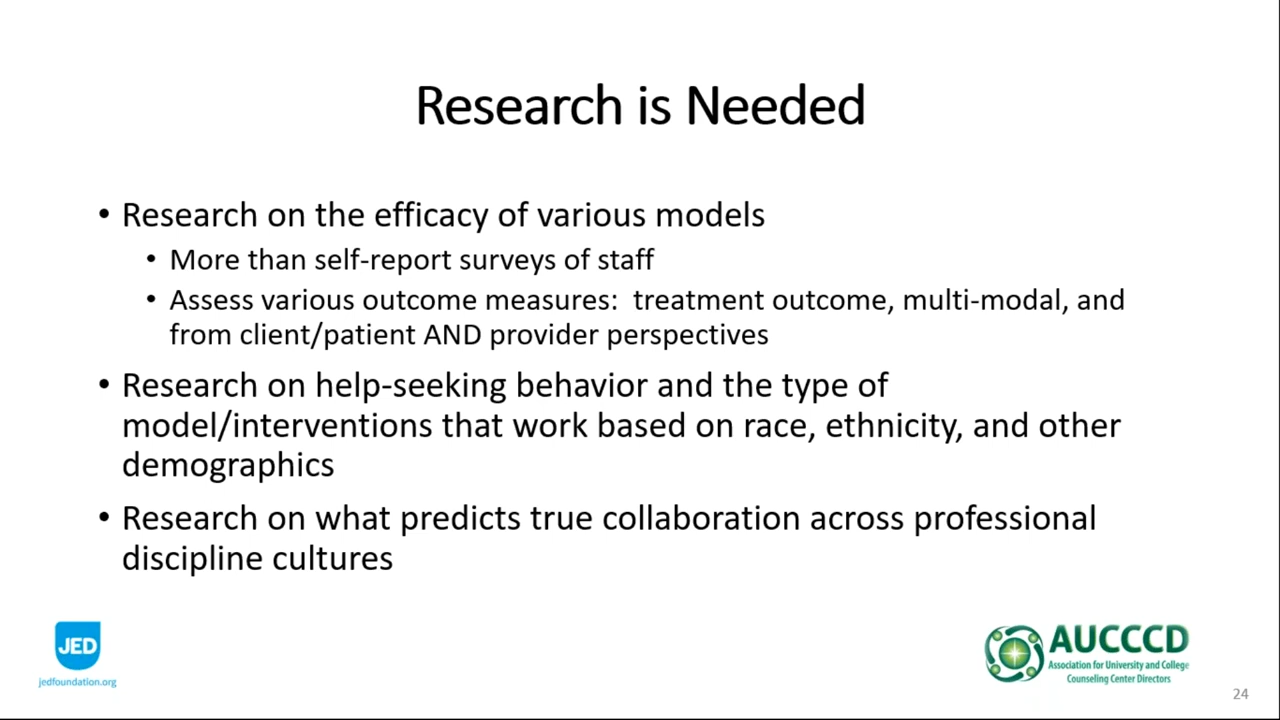 Research is Needed
• Research on the efficacy of various models
• More than self-report surveys of staff
• Assess various outcome measures:  treatment outcome, multi-modal, and
from client/patient AND provider perspectives
• Research on help-seeking behavior and the type of
model/interventions that work based on race, ethnicity, and other
demographics
• Research on what predicts true collaboration across professional
discipline cultures
JED
jedfoundation.org
AUCCCD
Association for University and College
Counseling Center Directors
24